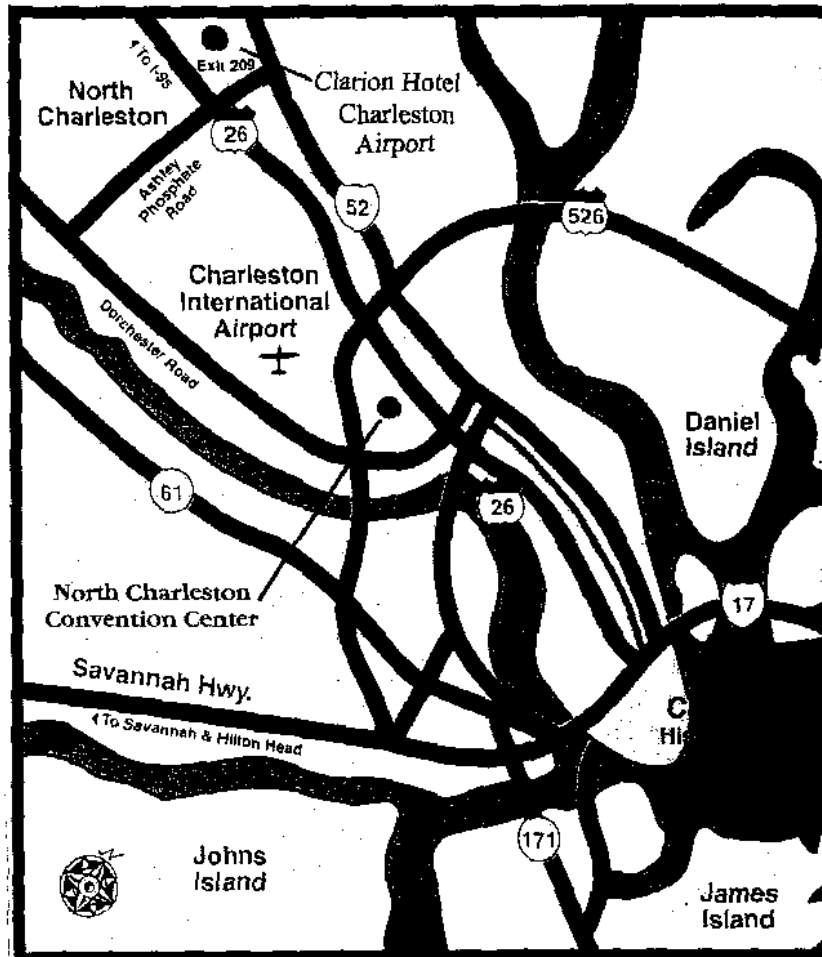 ◄ To I-95
Exit 209
North
Charleston
Clarion Hotel
Charleston
Airport
26
Ashley
Phosphate
Road
52
526
Charleston
International
Airport
Dorchester Road
Daniel
Island
61
26
North Charleston
Convention Center
17
Savannah Hwy.
◄ To Savannah & Hilton Head
C
Hi
171
Johns
Island
James
Island
N